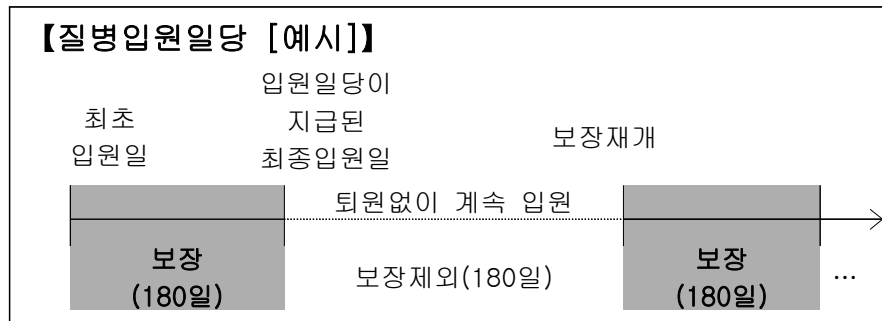 【질병입원일당 [예시]】
최초
입원일
입원일당이
지급된
최종입원일
보장재개
퇴원없이 계속 입원
보장
(180일)
보장제외(180일)
보장
(180일)
…